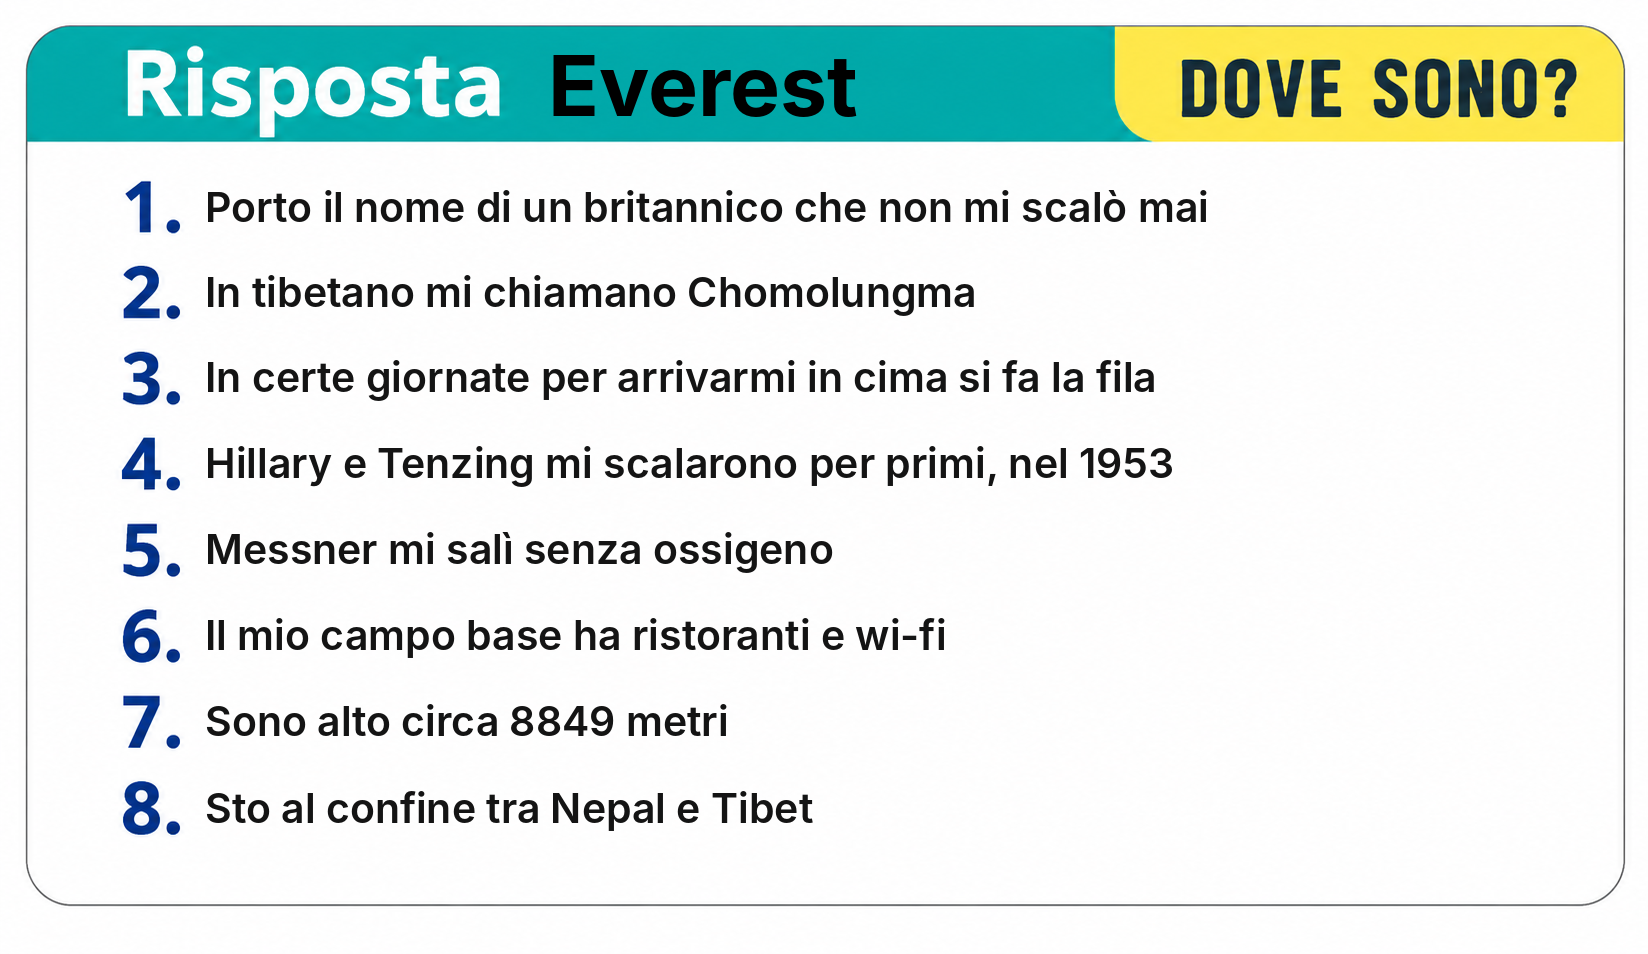 Risposta Everest
DOVE SONO?
1. Porto il nome di un britannico che non mi scalò mai
2. In tibetano mi chiamano Chomolungma
3. In certe giornate per arrivarmi in cima si fa la fila
4. Hillary e Tenzing mi scalarono per primi, nel 1953
5. Messner mi salì senza ossigeno
6. Il mio campo base ha ristoranti e wi-fi
7. Sono alto circa 8849 metri
8. Sto al confine tra Nepal e Tibet